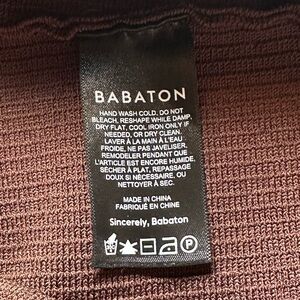 BABATON
HAND WASH COLD. DO NOT
BLEACH. RESHAPE WHILE DAMP.
DRY FLAT. COOL IRON ONLY IF
NEEDED, OR DRY CLEAN.
LAVER À LA MAIN À L'EAU
FROIDE. NE PAS JAVELISER.
REMODELER PENDANT QUE
L'ARTICLE EST ENCORE HUMIDE.
SÉCHER À PLAT. REPASSAGE
DOUX SI NÉCESSAIRE, OU
NETTOYER À SEC.
MADE IN CHINA
FABRIQUÉ EN CHINE
Sincerely, Babaton